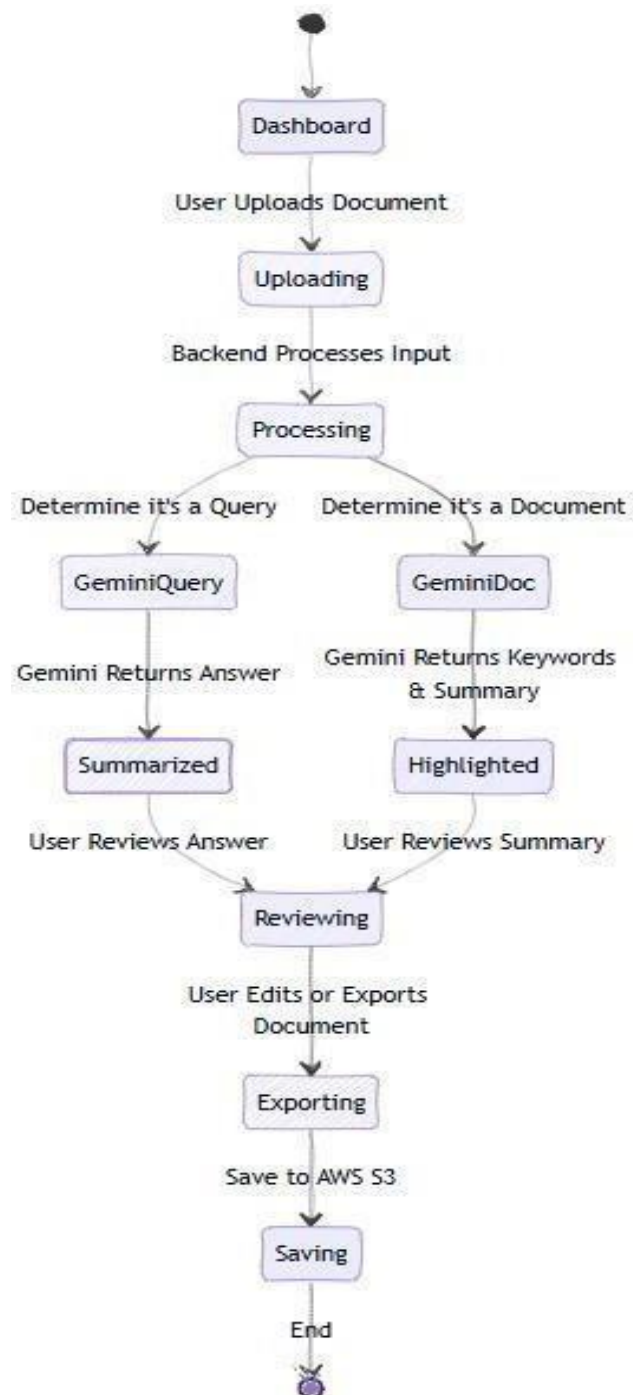 Dashboard
User Uploads Document
Uploading
Backend Processes Input
Processing
Determine it's a Query
Determine it's a Document
GeminiQuery
GeminiDoc
Gemini Returns Answer
Gemini Returns Keywords
& Summary
Summarized
Highlighted
User Reviews Answer
User Reviews Summary
Reviewing
User Edits or Exports
Document
Exporting
Save to AWS S3
Saving
End